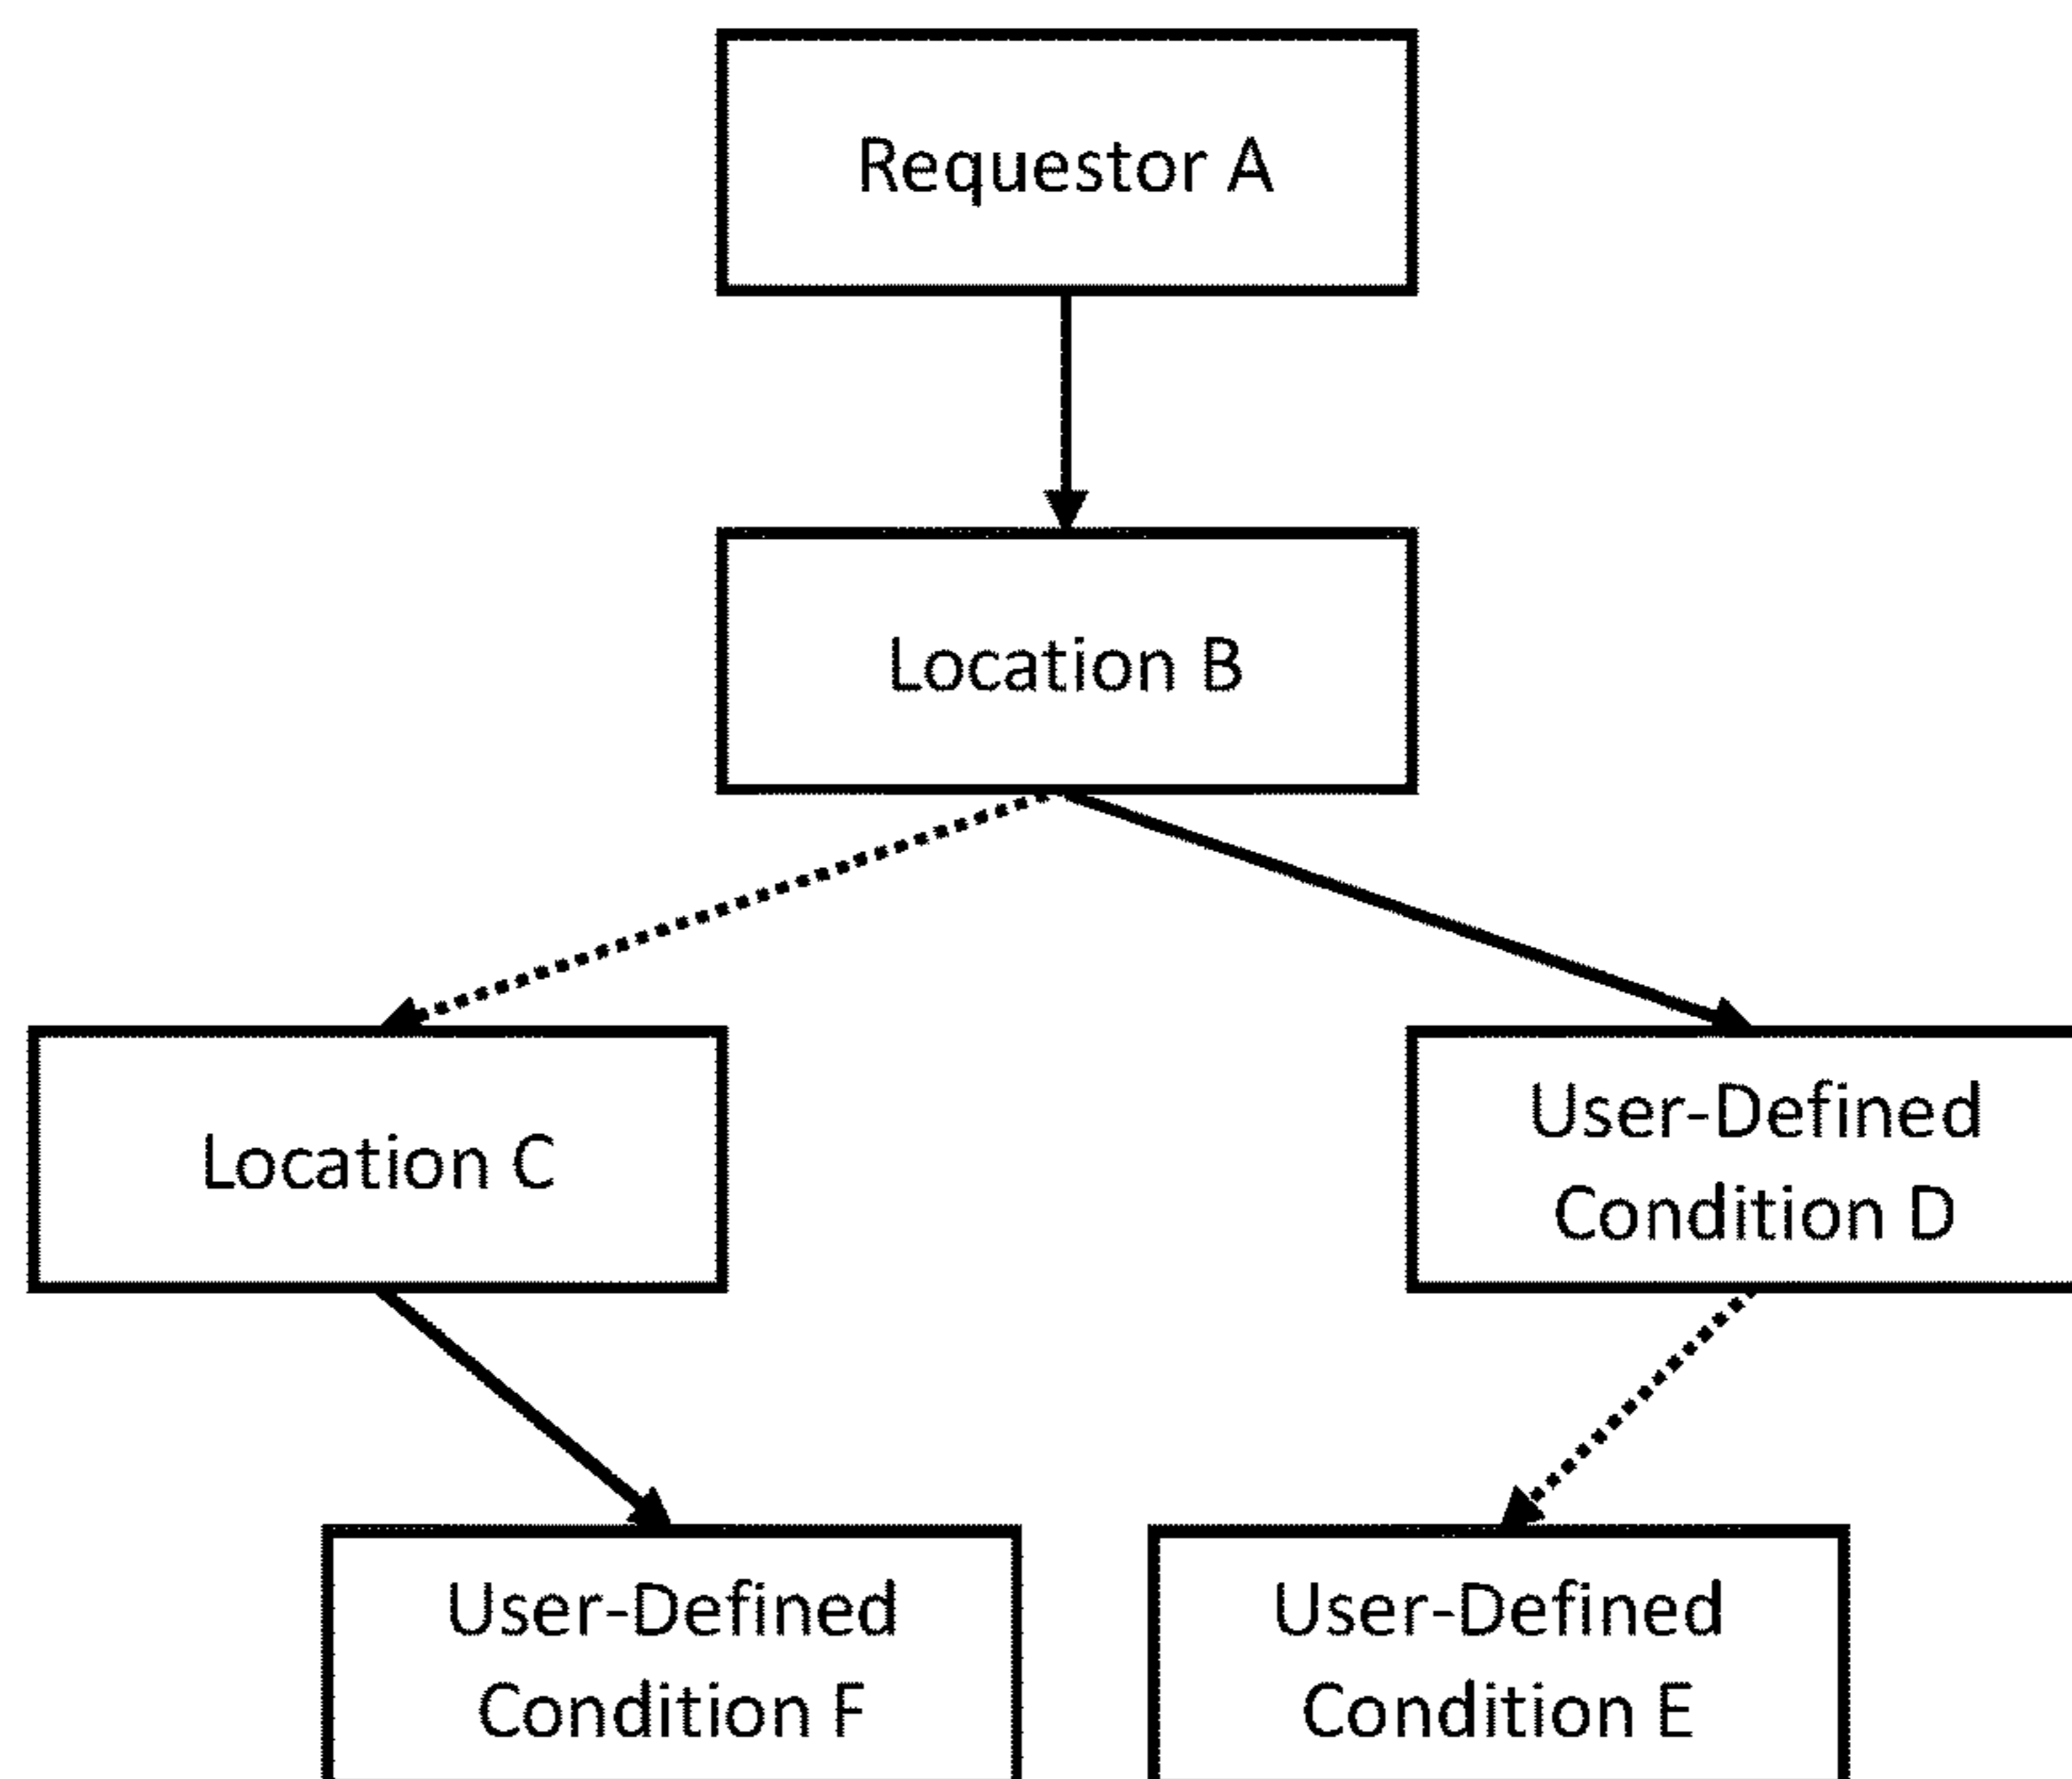 Requestor A
Location B
Location C
User-Defined
Condition D
User-Defined
Condition F
User-Defined
Condition E